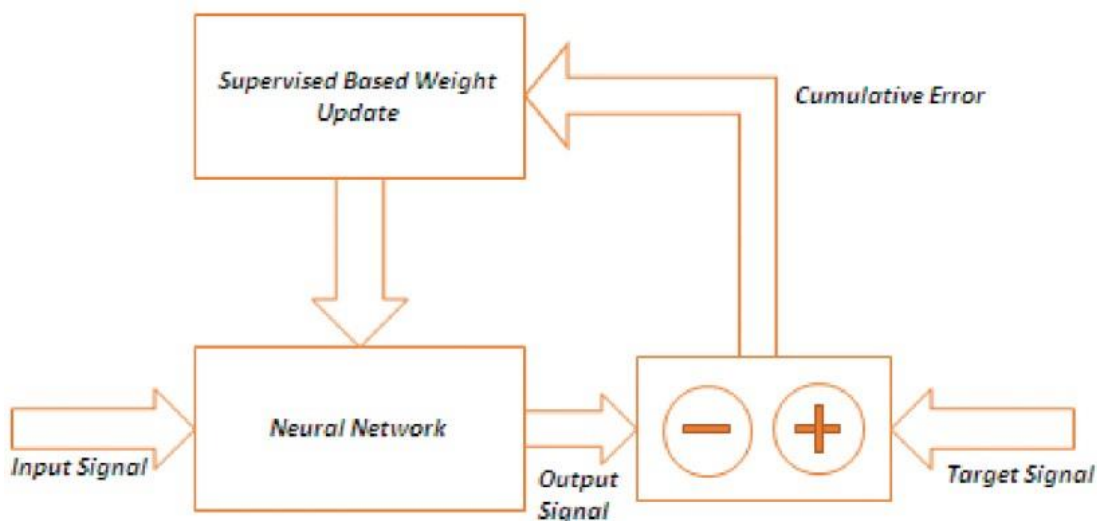 Supervised Based Weight
Update
Cumulative Error
Neural Network
Input Signal
Output
Signal
Target Signal